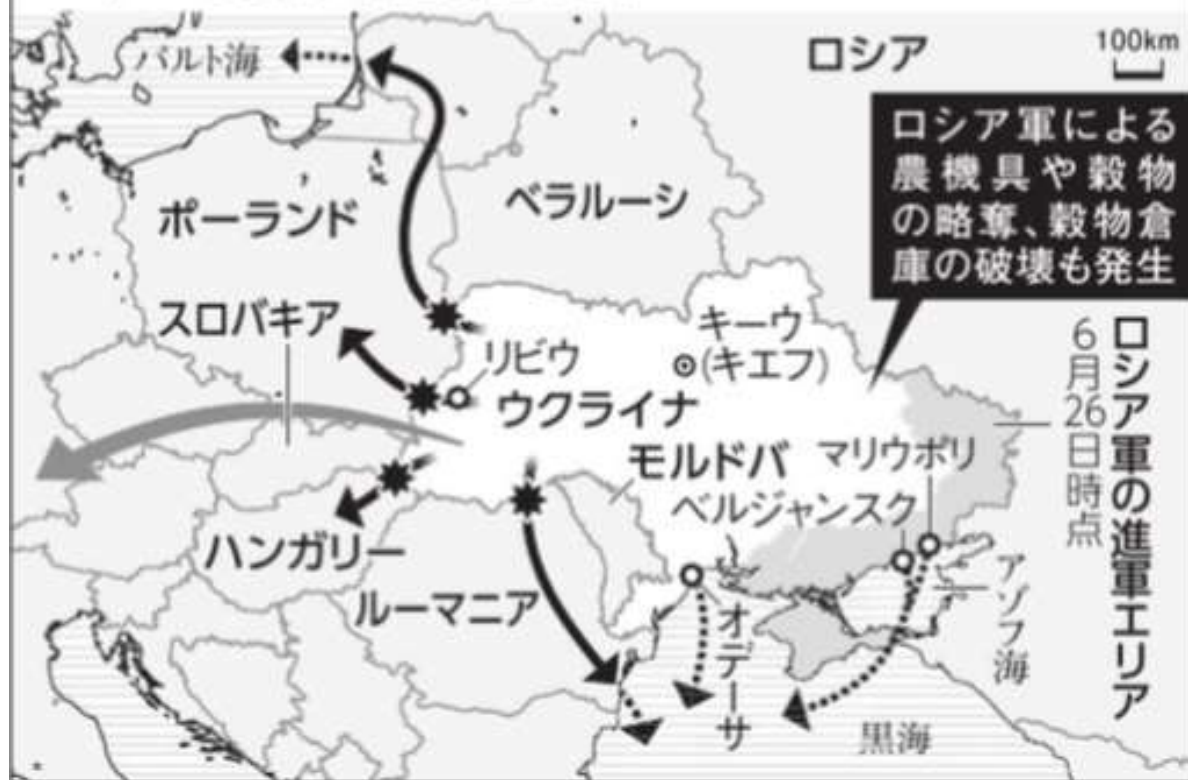 バルト海
ロシア
100km
ロシア軍による
農機具や穀物
の略奪、穀物倉
庫の破壊も発生
ポーランド
ベラルーシ
スロバキア
キーウ
(キエフ)
リビウ
ウクライナ
モルドバ
マリウポリ
ベルジャンスク
ハンガリー
ルーマニア
オデーサ
アゾフ海
黒海
ロシア軍の進軍エリア
6月26日時点